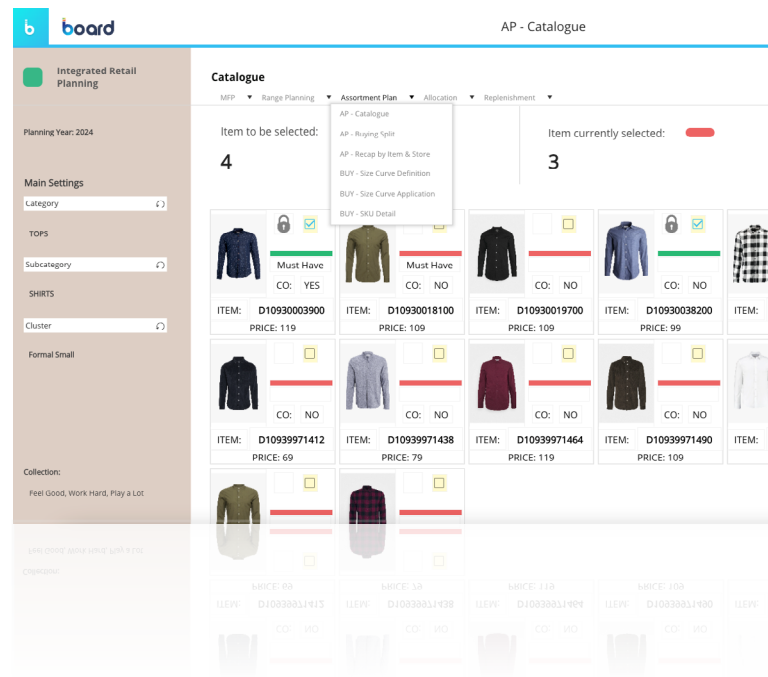 b board
AP - Catalogue
Integrated Retail
Planning
Planning Year: 2024
Main Settings
Category
TOPS
Subcategory
SHIRTS
Cluster
Formal Small
Collection:
Feel Good, Work Hard, Play a Lot
Catalogue
MFP Range Planning Assortment Plan Allocation Replenishment
AP - Catalogue
AP - Buying Split
AP - Recap by Item & Store
BUY - Size Curve Definition
BUY - Size Curve Application
BUY - SKU Detail
Item to be selected:
4
Item currently selected:
3
Must Have
CO: YES
ITEM: D10930003900
PRICE: 119
Must Have
CO: NO
ITEM: D10930018100
PRICE: 109
CO: NO
ITEM: D10930019700
PRICE: 109
CO: NO
ITEM: D10930038200
PRICE: 99
ITEM:
CO: NO
ITEM: D10939971412
PRICE: 69
CO: NO
ITEM: D10939971438
PRICE: 79
CO: NO
ITEM: D10939971464
PRICE: 119
CO: NO
ITEM: D10939971490
PRICE: 109
ITEM: